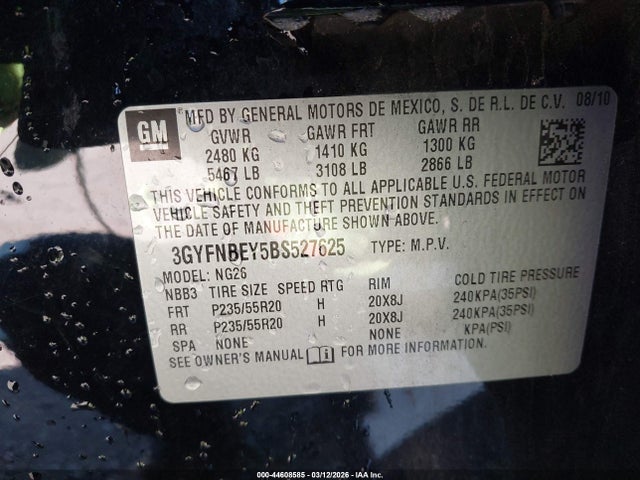 MFD BY GENERAL MOTORS DE MEXICO, S. DE R.L. DE C.V. 08/10
GM
GVWR GAWR FRT GAWR RR
2480 KG 1410 KG 1300 KG
5467 LB 3108 LB 2866 LB
THIS VEHICLE CONFORMS TO ALL APPLICABLE U.S. FEDERAL MOTOR
VEHICLE SAFETY AND THEFT PREVENTION STANDARDS IN EFFECT ON
THE DATE OF MANUFACTURE SHOWN ABOVE.
3GYFNBEY5BS527625 TYPE: M.P.V.
MODEL: NG26
NBB3 TIRE SIZE SPEED RTG RIM COLD TIRE PRESSURE
FRT P235/55R20 H 20X8J 240KPA(35PSI)
RR P235/55R20 H 20X8J 240KPA(35PSI)
SPA NONE NONE KPA(PSI)
SEE OWNER'S MANUAL FOR MORE INFORMATION.
000-44608585 - 03/12/2026 - IAA Inc.